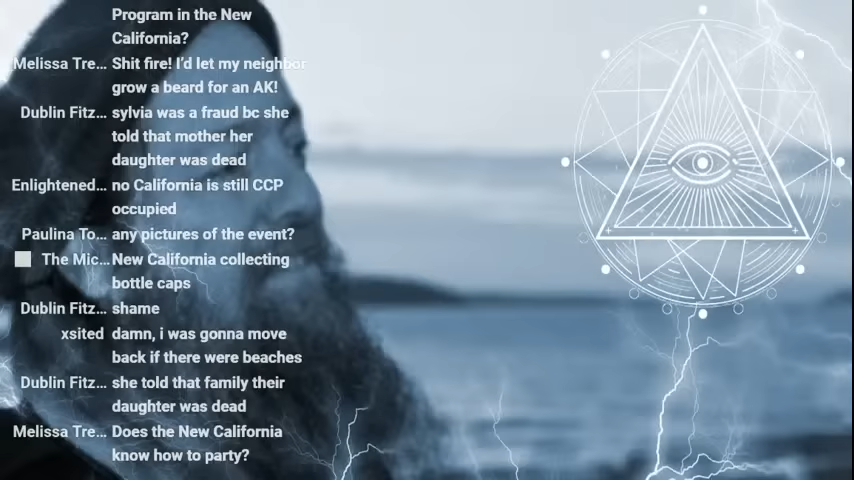 Program in the New
California?
Melissa Tre... Shit fire! I'd let my neighbor
grow a beard for an AK!
Dublin Fitz... sylvia was a fraud bc she
told that mother her
daughter was dead
Enlightened... no California is still CCP
occupied
Paulina To... any pictures of the event?
The Mic... New California collecting
bottle caps
Dublin Fitz... shame
xsited damn, i was gonna move
back if there were beaches
Dublin Fitz... she told that family their
daughter was dead
Melissa Tre... Does the New California
know how to party?